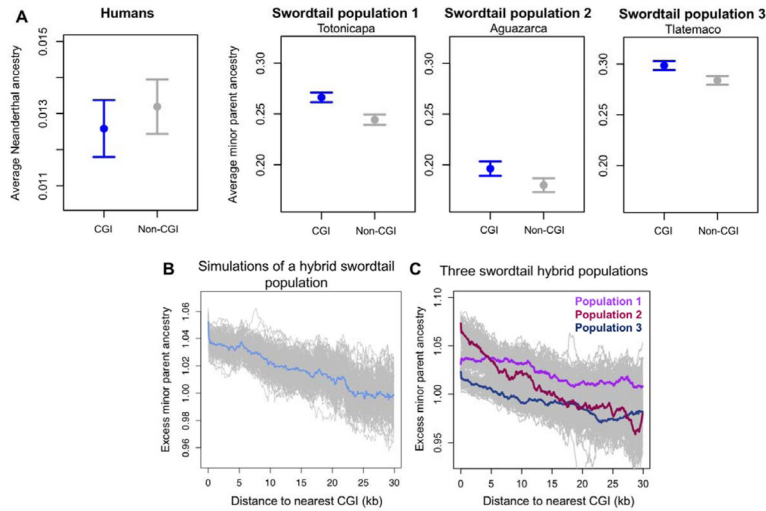 A
Humans
Average Neanderthal ancestry
0.015
0.013
0.011
CGI
Non-CGI
Swordtail population 1
Totonicapa
Average minor parent ancestry
0.30
0.25
0.20
CGI
Non-CGI
Swordtail population 2
Aguazarca
0.30
0.25
0.20
CGI
Non-CGI
Swordtail population 3
Tlatemaco
0.30
0.25
0.20
CGI
Non-CGI
B
Simulations of a hybrid swordtail
population
Excess minor parent ancestry
1.06
1.04
1.02
1.00
0.98
0.96
0 5 10 15 20 25 30
Distance to nearest CGI (kb)
C
Three swordtail hybrid populations
Population 1
Population 2
Population 3
Excess minor parent ancestry
1.10
1.05
1.00
0.95
0 5 10 15 20 25 30
Distance to nearest CGI (kb)